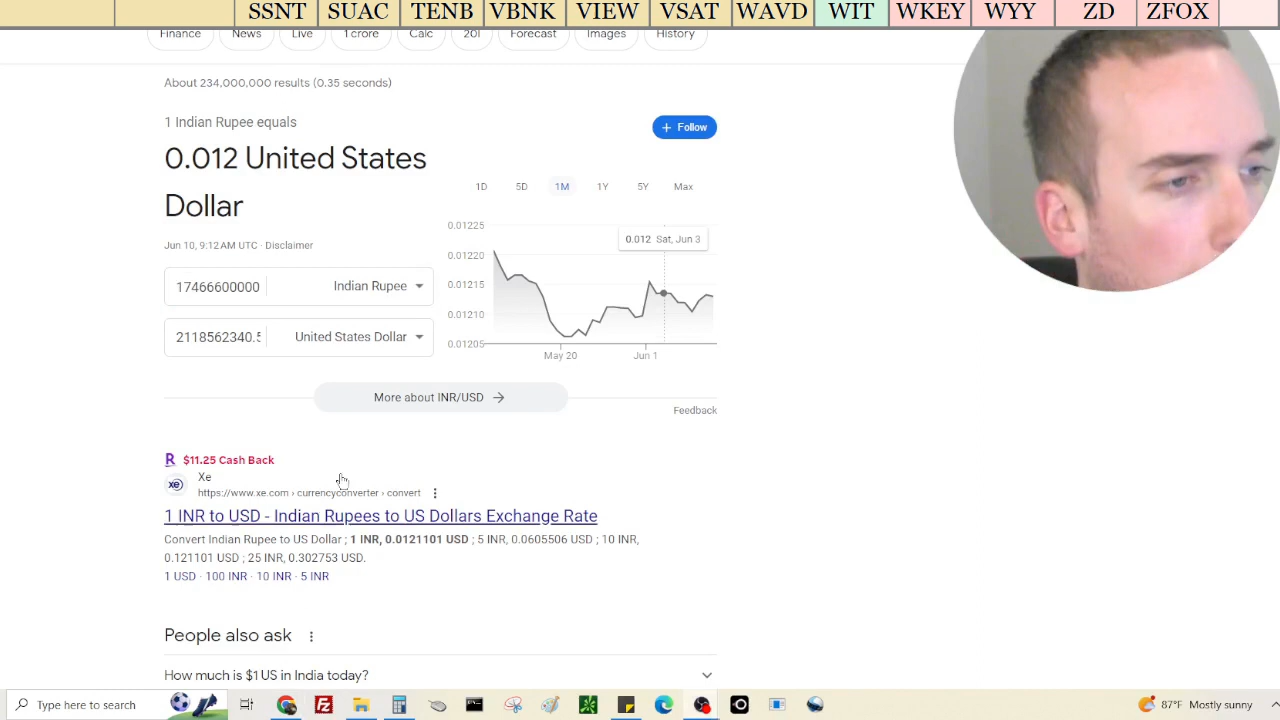 SSNT SUAC TENB VBNK VIEW VSAT WAVD WIT WKEY WYY ZD ZFOX
Finance News Live 1 crore Calc 20l Forecast Images History
About 234,000,000 results (0.35 seconds)
1 Indian Rupee equals
Follow
0.012 United States
Dollar
1D 5D 1M 1Y 5Y Max
0.01225
0.012 Sat, Jun 3
Jun 10, 9:12 AM UTC · Disclaimer
0.01220
17466600000 Indian Rupee
0.01215
0.01210
2118562340.5 United States Dollar
0.01205
May 20 Jun 1
More about INR/USD
Feedback
R $11.25 Cash Back
xe Xe
https://www.xe.com › currencyconverter › convert
1 INR to USD - Indian Rupees to US Dollars Exchange Rate
Convert Indian Rupee to US Dollar ; 1 INR, 0.0121101 USD ; 5 INR, 0.0605506 USD ; 10 INR,
0.121101 USD ; 25 INR, 0.302753 USD.
1 USD · 100 INR · 10 INR · 5 INR
People also ask
How much is $1 US in India today?
Type here to search
87°F Mostly sunny